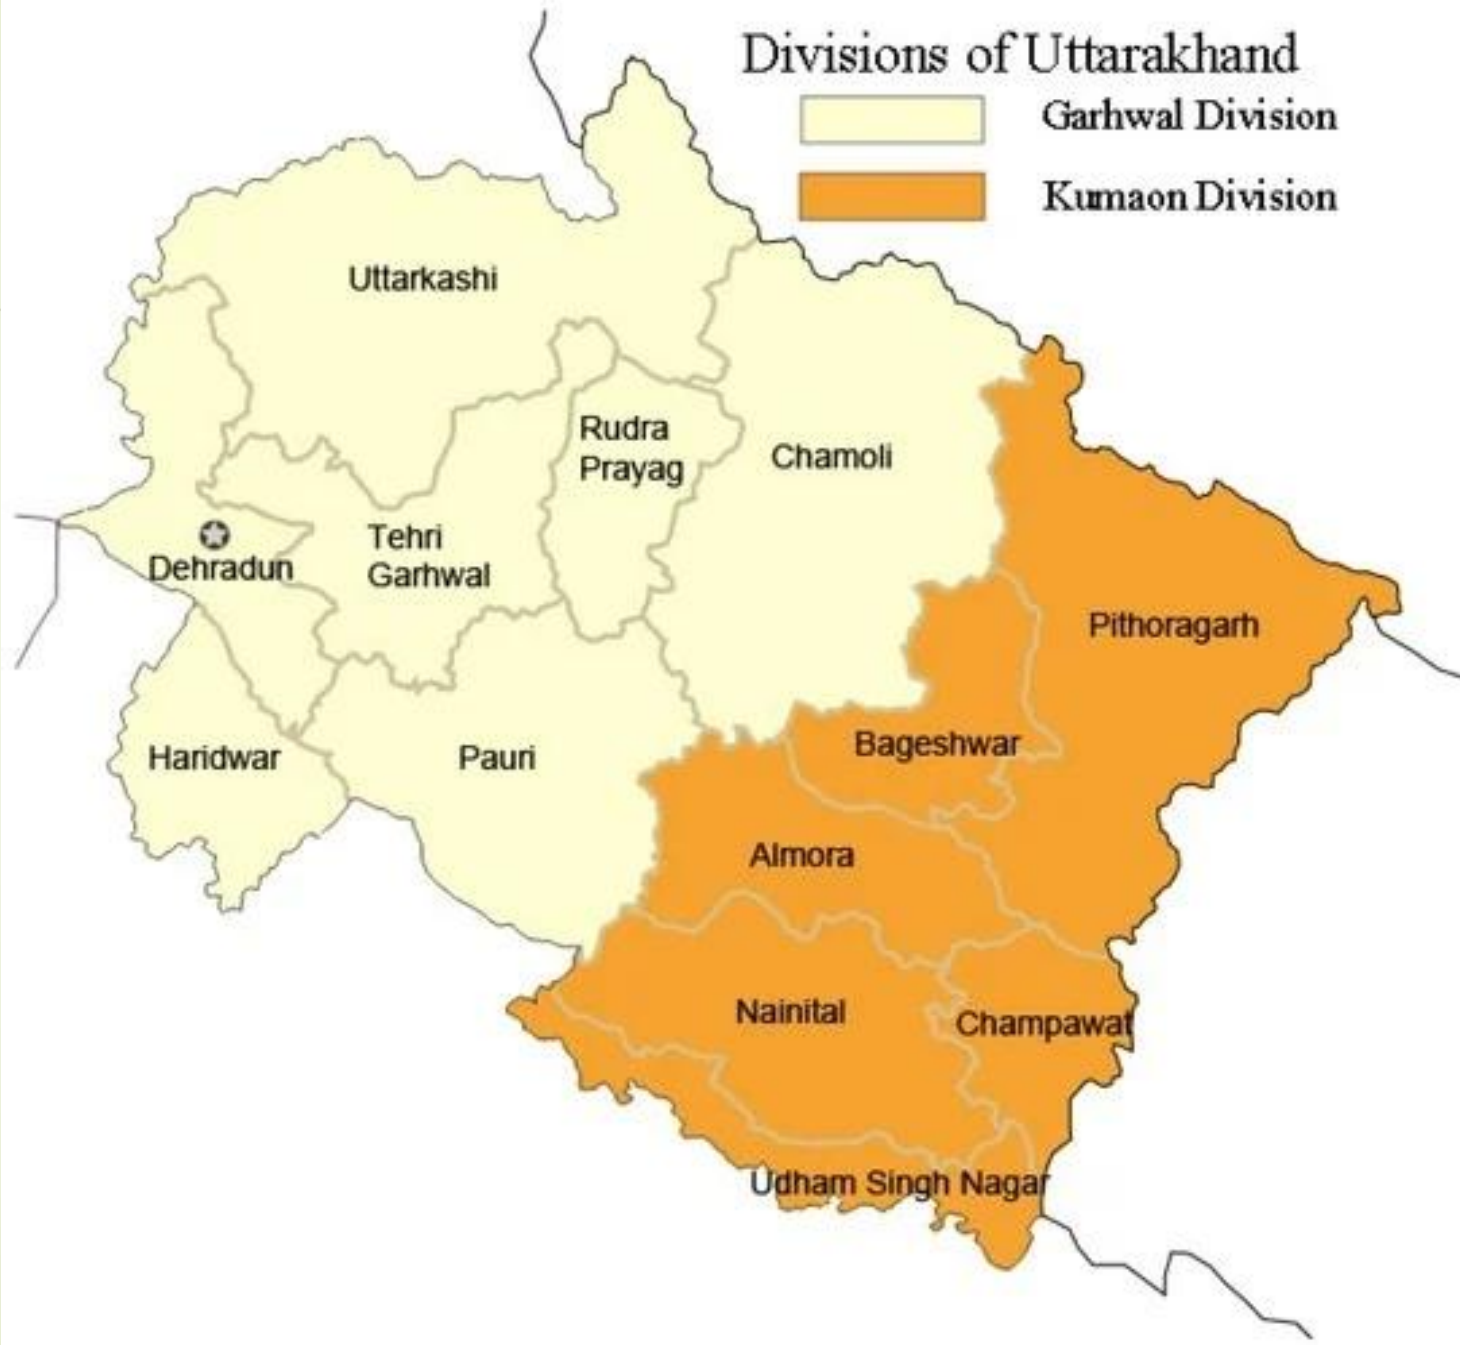 Divisions of Uttarakhand
Garhwal Division
Kumaon Division
Uttarkashi
Rudra
Prayag
Chamoli
Tehri
Garhwal
Dehradun
Pithoragarh
Haridwar
Pauri
Bageshwar
Almora
Nainital
Champawat
Udham Singh Nagar